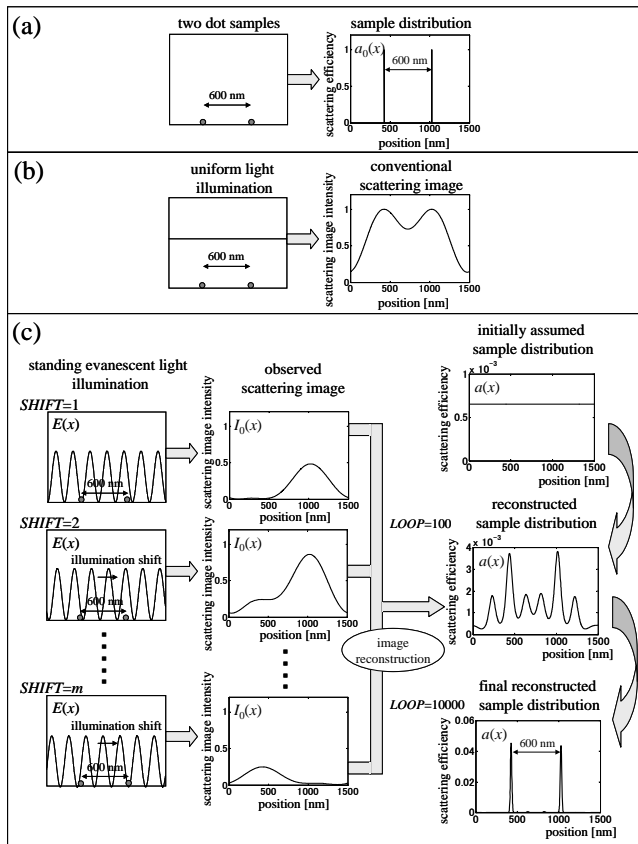 (a)
two dot samples
600 nm
sample distribution
scattering efficiency
1
0.5
0
a₀(x)
600 nm
0 500 1000 1500
position [nm]
(b)
uniform light
illumination
600 nm
conventional
scattering image
scattering image intensity
1
0.5
0
0 500 1000 1500
position [nm]
(c)
standing evanescent light
illumination
SHIFT=1
E(x)
600 nm
SHIFT=2
E(x)
illumination shift
600 nm
SHIFT=m
E(x)
illumination shift
600 nm
observed
scattering image
scattering image intensity
1
0.5
0
I₀(x)
0 500 1000 1500
position [nm]
scattering image intensity
1
0.5
0
I₀(x)
0 500 1000 1500
position [nm]
scattering image intensity
1
0.5
0
I₀(x)
0 500 1000 1500
position [nm]
image
reconstruction
initially assumed
sample distribution
x 10⁻³
scattering efficiency
1
0.5
0
a(x)
0 500 1000 1500
position [nm]
LOOP=100
reconstructed
sample distribution
x 10⁻³
scattering efficiency
4
3
2
1
0
a(x)
0 500 1000 1500
position [nm]
LOOP=10000
final reconstructed
sample distribution
scattering efficiency
0.06
0.04
0.02
0
a(x)
600 nm
0 500 1000 1500
position [nm]